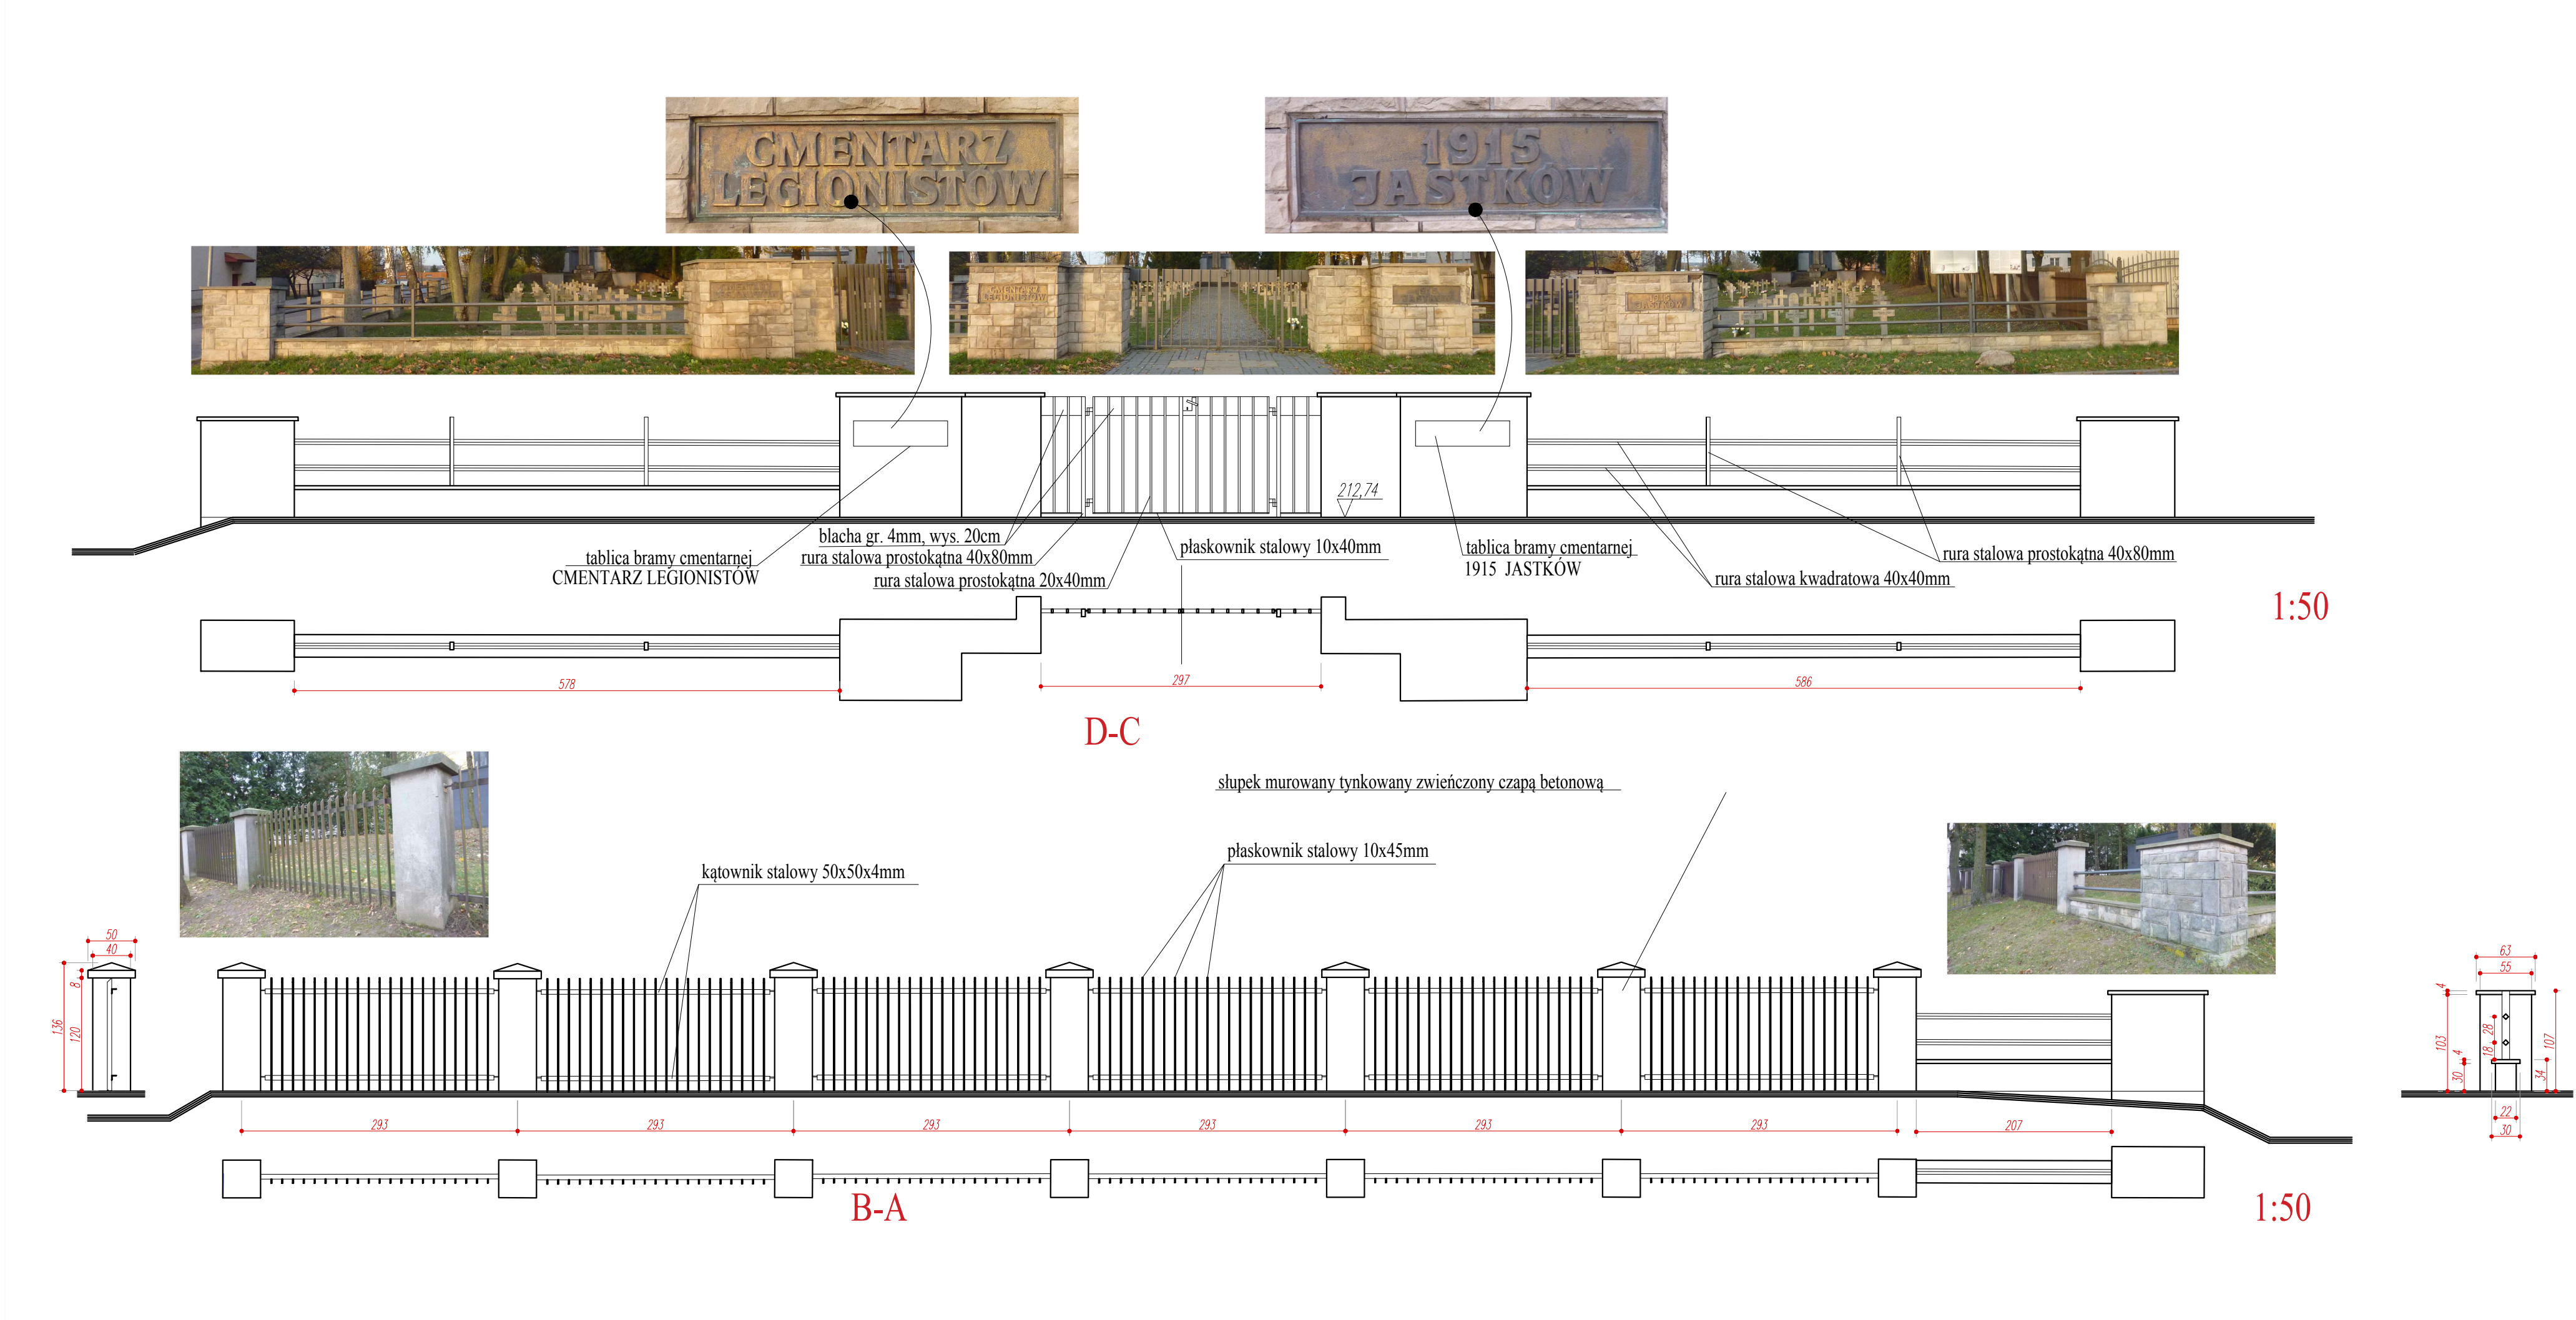 CMENTARZ
LEGIONISTÓW
1915
JASTKÓW
CMENTARZ
LEGIONISTÓW
212,74
blacha gr. 4mm, wys. 20cm
tablica bramy cmentarnej
CMENTARZ LEGIONISTÓW
rura stalowa prostokątna 40x80mm
rura stalowa prostokątna 20x40mm
płaskownik stalowy 10x40mm
tablica bramy cmentarnej
1915 JASTKÓW
rura stalowa prostokątna 40x80mm
rura stalowa kwadratowa 40x40mm
1:50
578
297
586
D-C
słupek murowany tynkowany zwieńczony czapą betonową
płaskownik stalowy 10x45mm
kątownik stalowy 50x50x4mm
50
40
8
136
120
63
55
4
103
28
107
4
18
30
34
22
30
293
293
293
293
293
293
207
B-A
1:50